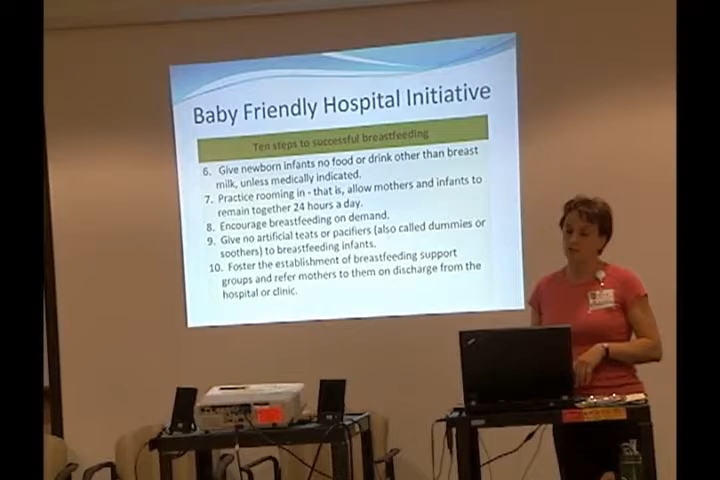 Baby Friendly Hospital Initiative
Ten steps to successful breastfeeding
6. Give newborn infants no food or drink other than breast
milk, unless medically indicated.
7. Practice rooming in - that is, allow mothers and infants to
remain together 24 hours a day.
8. Encourage breastfeeding on demand.
9. Give no artificial teats or pacifiers (also called dummies or
soothers) to breastfeeding infants.
10. Foster the establishment of breastfeeding support
groups and refer mothers to them on discharge from the
hospital or clinic.